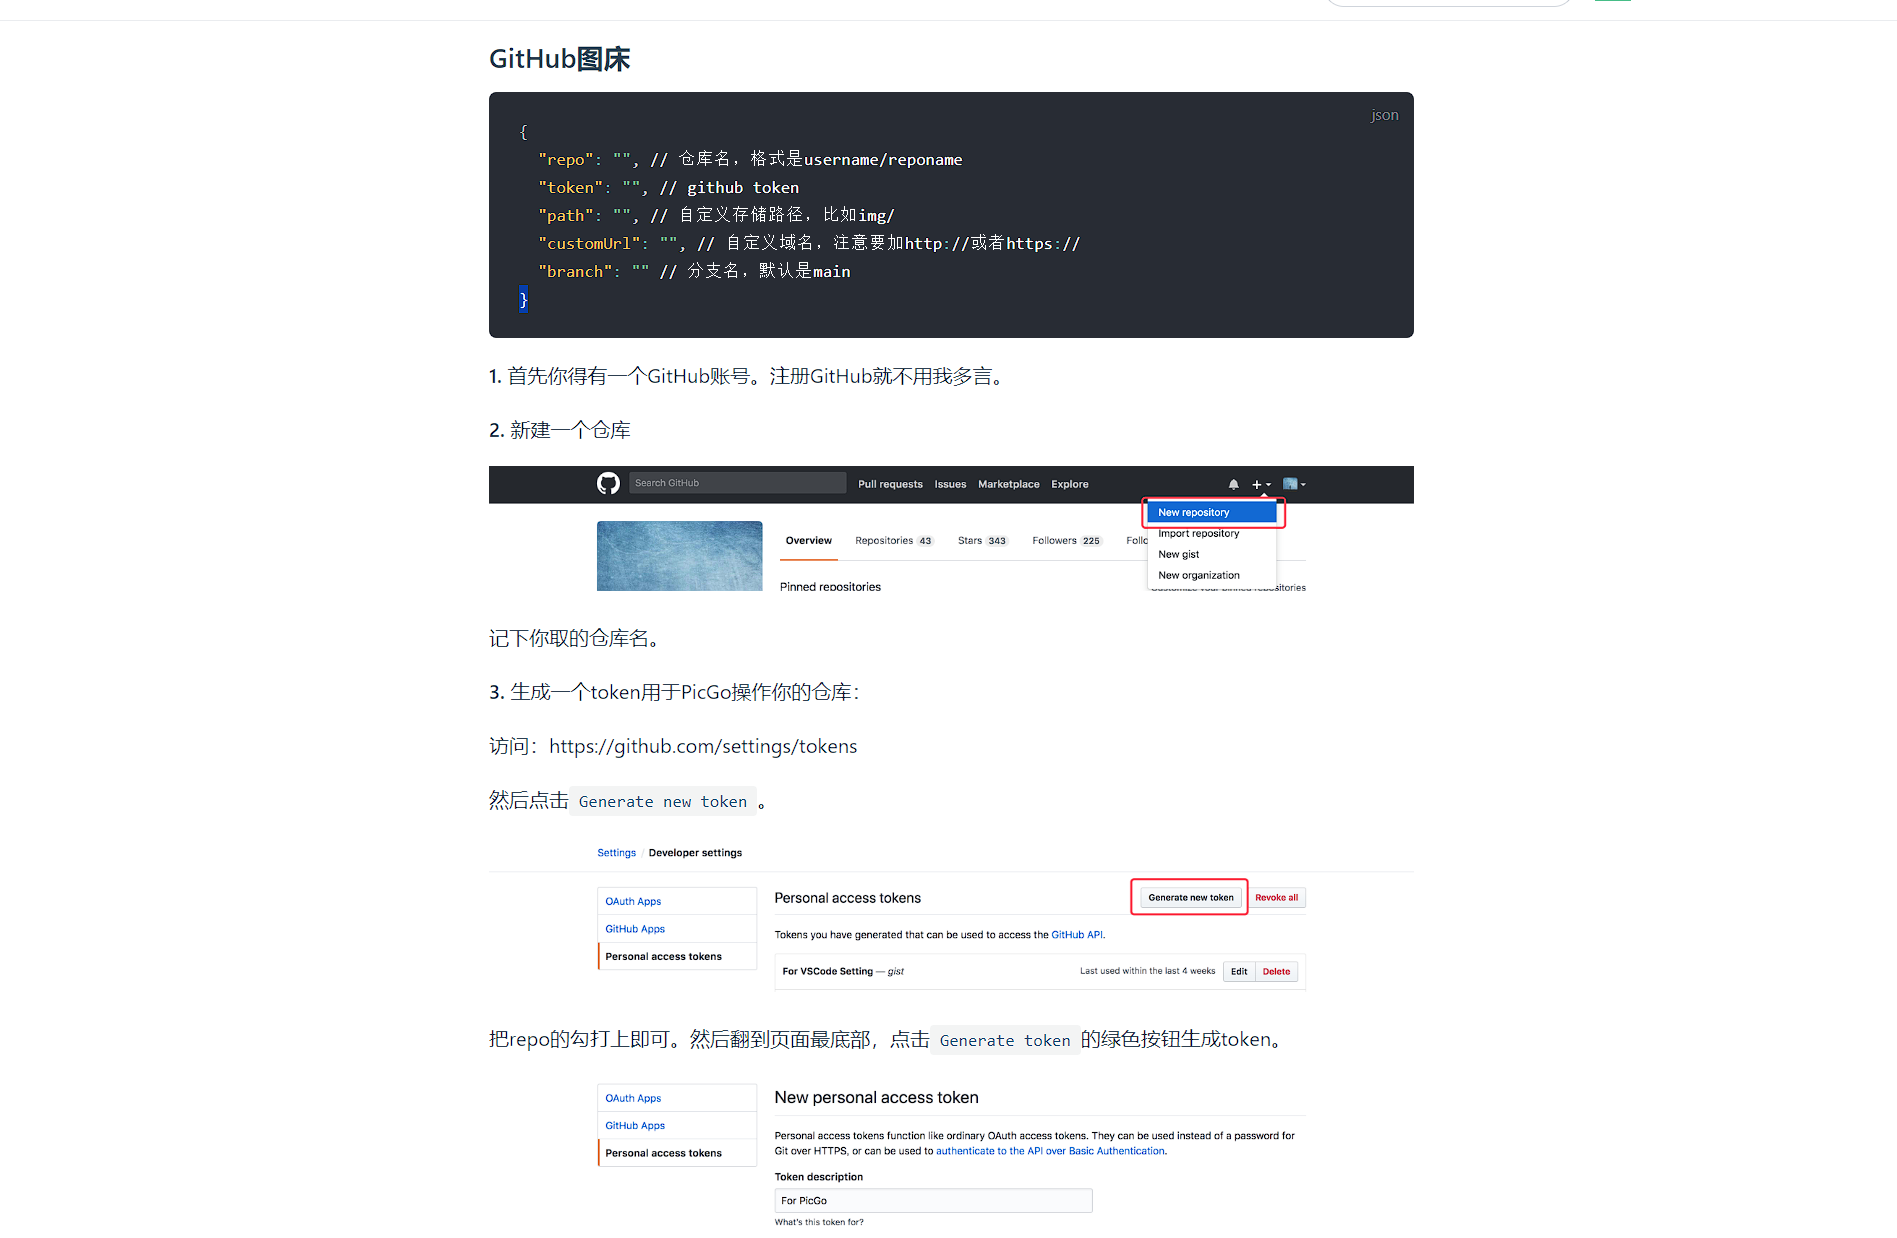 GitHub图床
json
{
"repo": "", // 仓库名，格式是username/reponame
"token": "", // github token
"path": "", // 自定义存储路径，比如img/
"customUrl": "", // 自定义域名，注意要加http://或者https://
"branch": "" // 分支名，默认是main
}
1. 首先你得有一个GitHub账号。注册GitHub就不用我多言。
2. 新建一个仓库
Search GitHub Pull requests Issues Marketplace Explore
New repository
Import repository
Overview Repositories 43 Stars 343 Followers 225 Follo
New gist
New organization
Pinned repositories Customize your pinned repositories
记下你取的仓库名。
3. 生成一个token用于PicGo操作你的仓库：
访问：https://github.com/settings/tokens
然后点击 Generate new token 。
Settings / Developer settings
OAuth Apps
GitHub Apps
Personal access tokens
Personal access tokens Generate new token Revoke all
Tokens you have generated that can be used to access the GitHub API.
For VSCode Setting — gist Last used within the last 4 weeks Edit Delete
把repo的勾打上即可。然后翻到页面最底部，点击 Generate token 的绿色按钮生成token。
OAuth Apps
GitHub Apps
Personal access tokens
New personal access token
Personal access tokens function like ordinary OAuth access tokens. They can be used instead of a password for
Git over HTTPS, or can be used to authenticate to the API over Basic Authentication.
Token description
For PicGo
What's this token for?